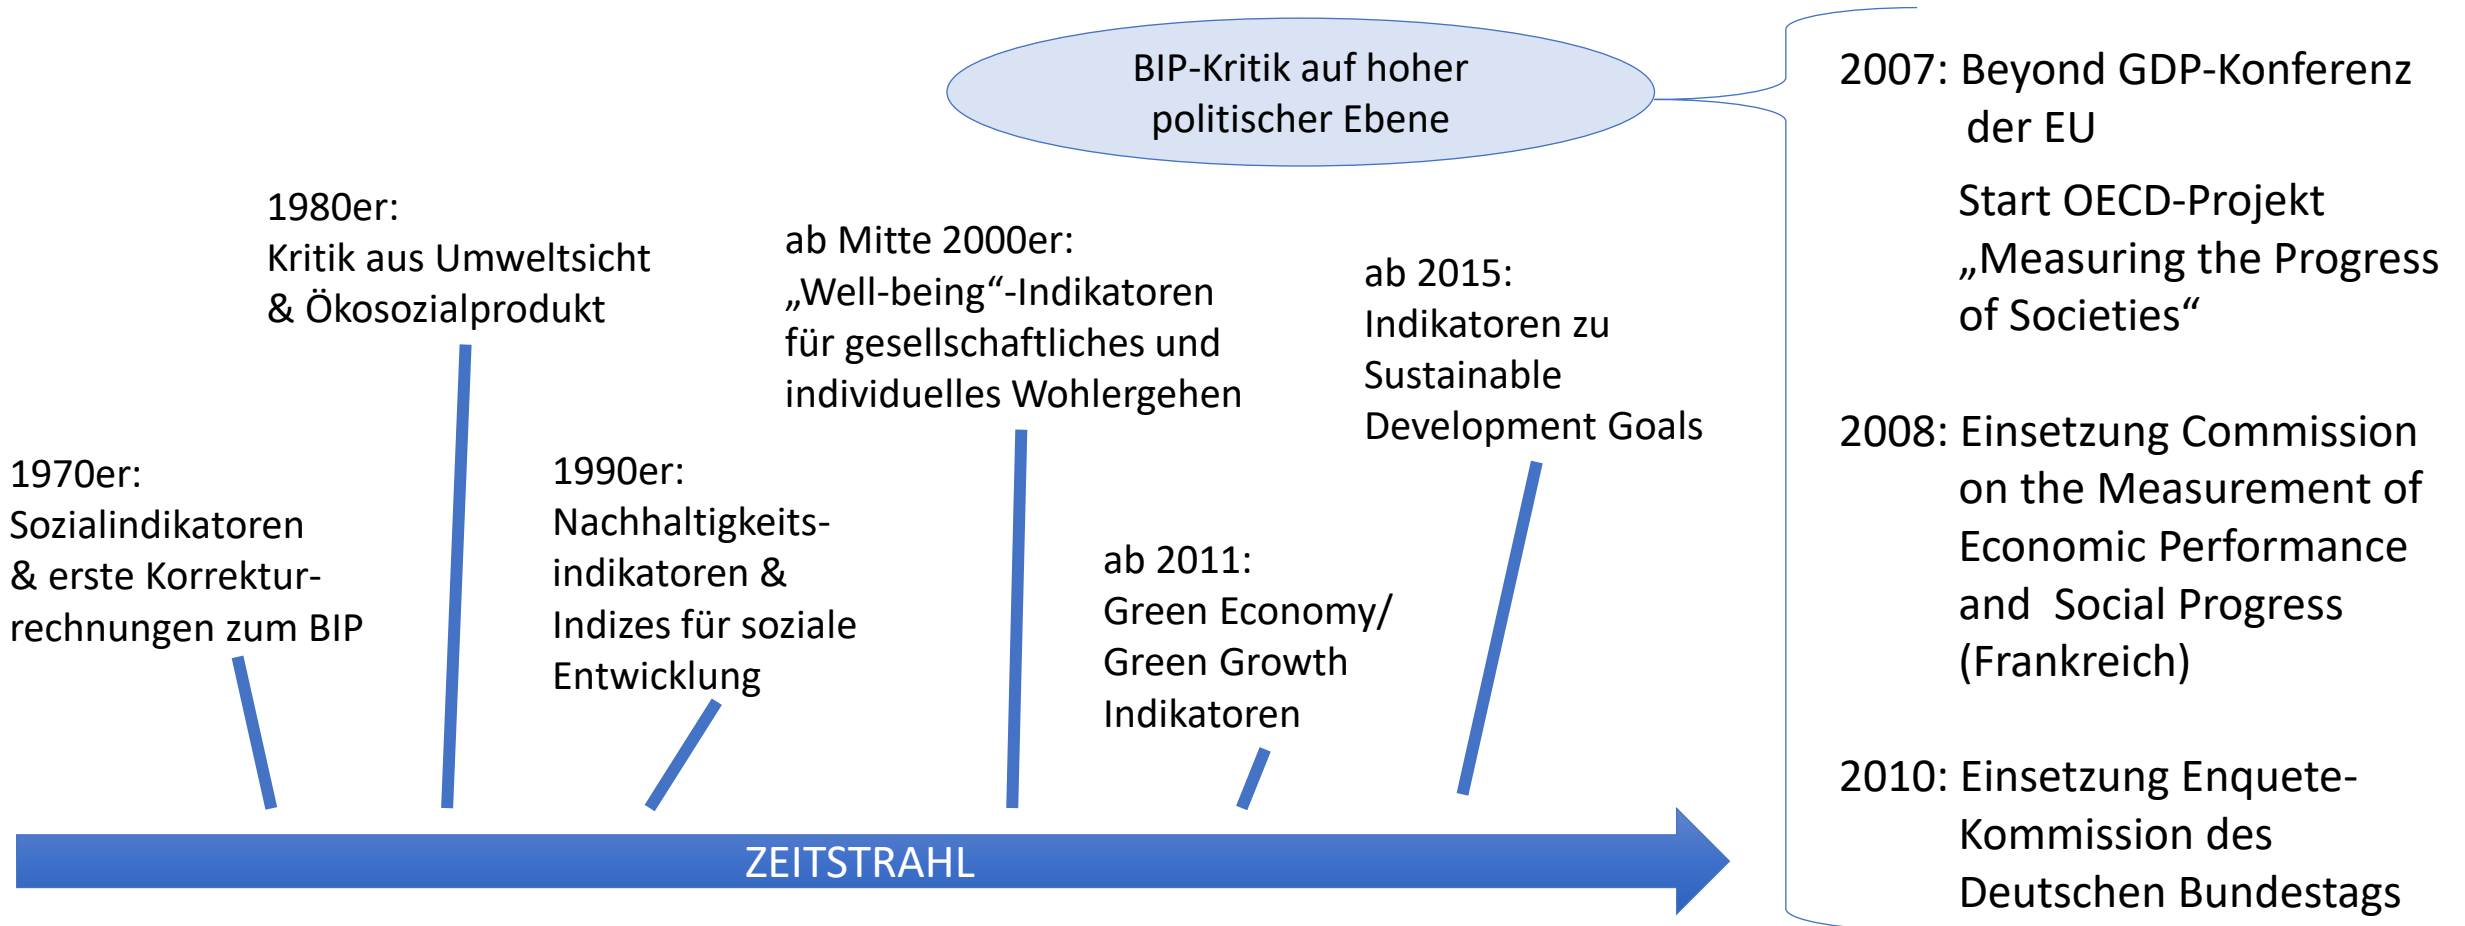 BIP-Kritik auf hoher
politischer Ebene
1970er:
Sozialindikatoren
& erste Korrektur-
rechnungen zum BIP
1980er:
Kritik aus Umweltsicht
& Ökosozialprodukt
1990er:
Nachhaltigkeits-
indikatoren &
Indizes für soziale
Entwicklung
ab Mitte 2000er:
„Well-being“-Indikatoren
für gesellschaftliches und
individuelles Wohlergehen
ab 2011:
Green Economy/
Green Growth
Indikatoren
ab 2015:
Indikatoren zu
Sustainable
Development Goals
ZEITSTRAHL
2007: Beyond GDP-Konferenz
der EU
Start OECD-Projekt
„Measuring the Progress
of Societies“
2008: Einsetzung Commission
on the Measurement of
Economic Performance
and  Social Progress
(Frankreich)
2010: Einsetzung Enquete-
Kommission des
Deutschen Bundestags